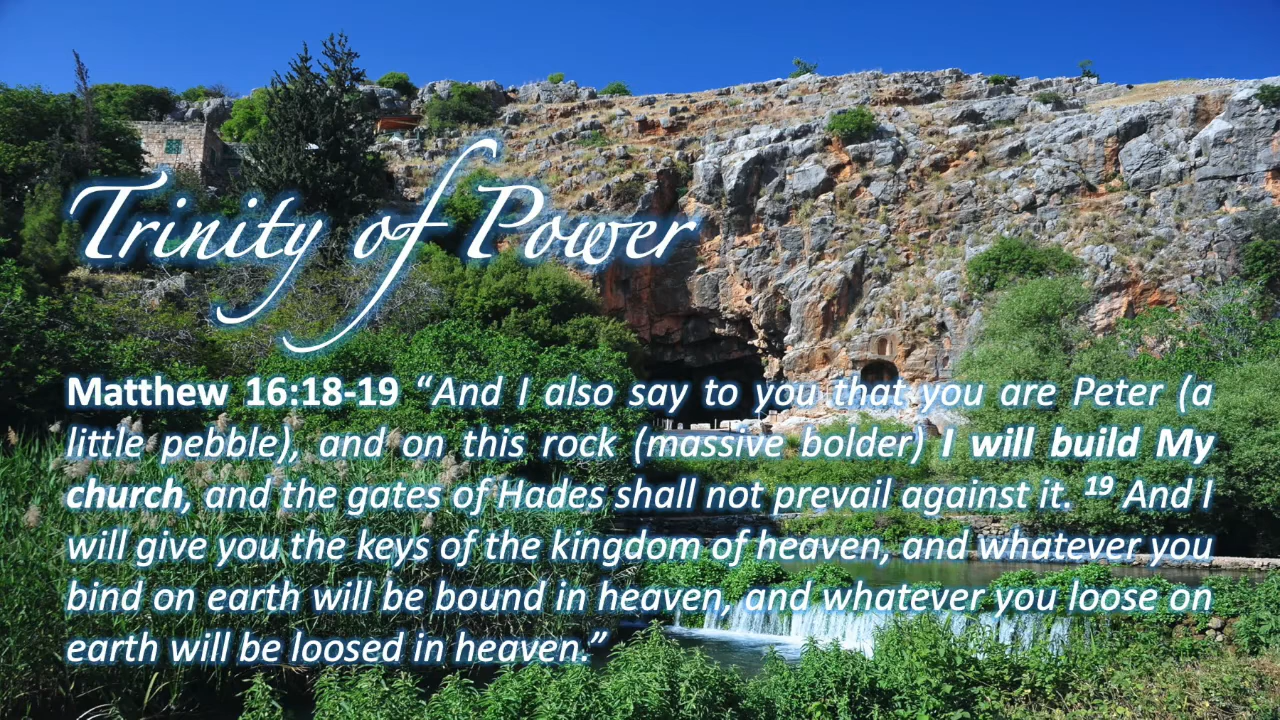 Trinity of Power
Matthew 16:18-19 “And I also say to you that you are Peter (a
little pebble), and on this rock (massive bolder) I will build My
church, and the gates of Hades shall not prevail against it. 19 And I
will give you the keys of the kingdom of heaven, and whatever you
bind on earth will be bound in heaven, and whatever you loose on
earth will be loosed in heaven.”